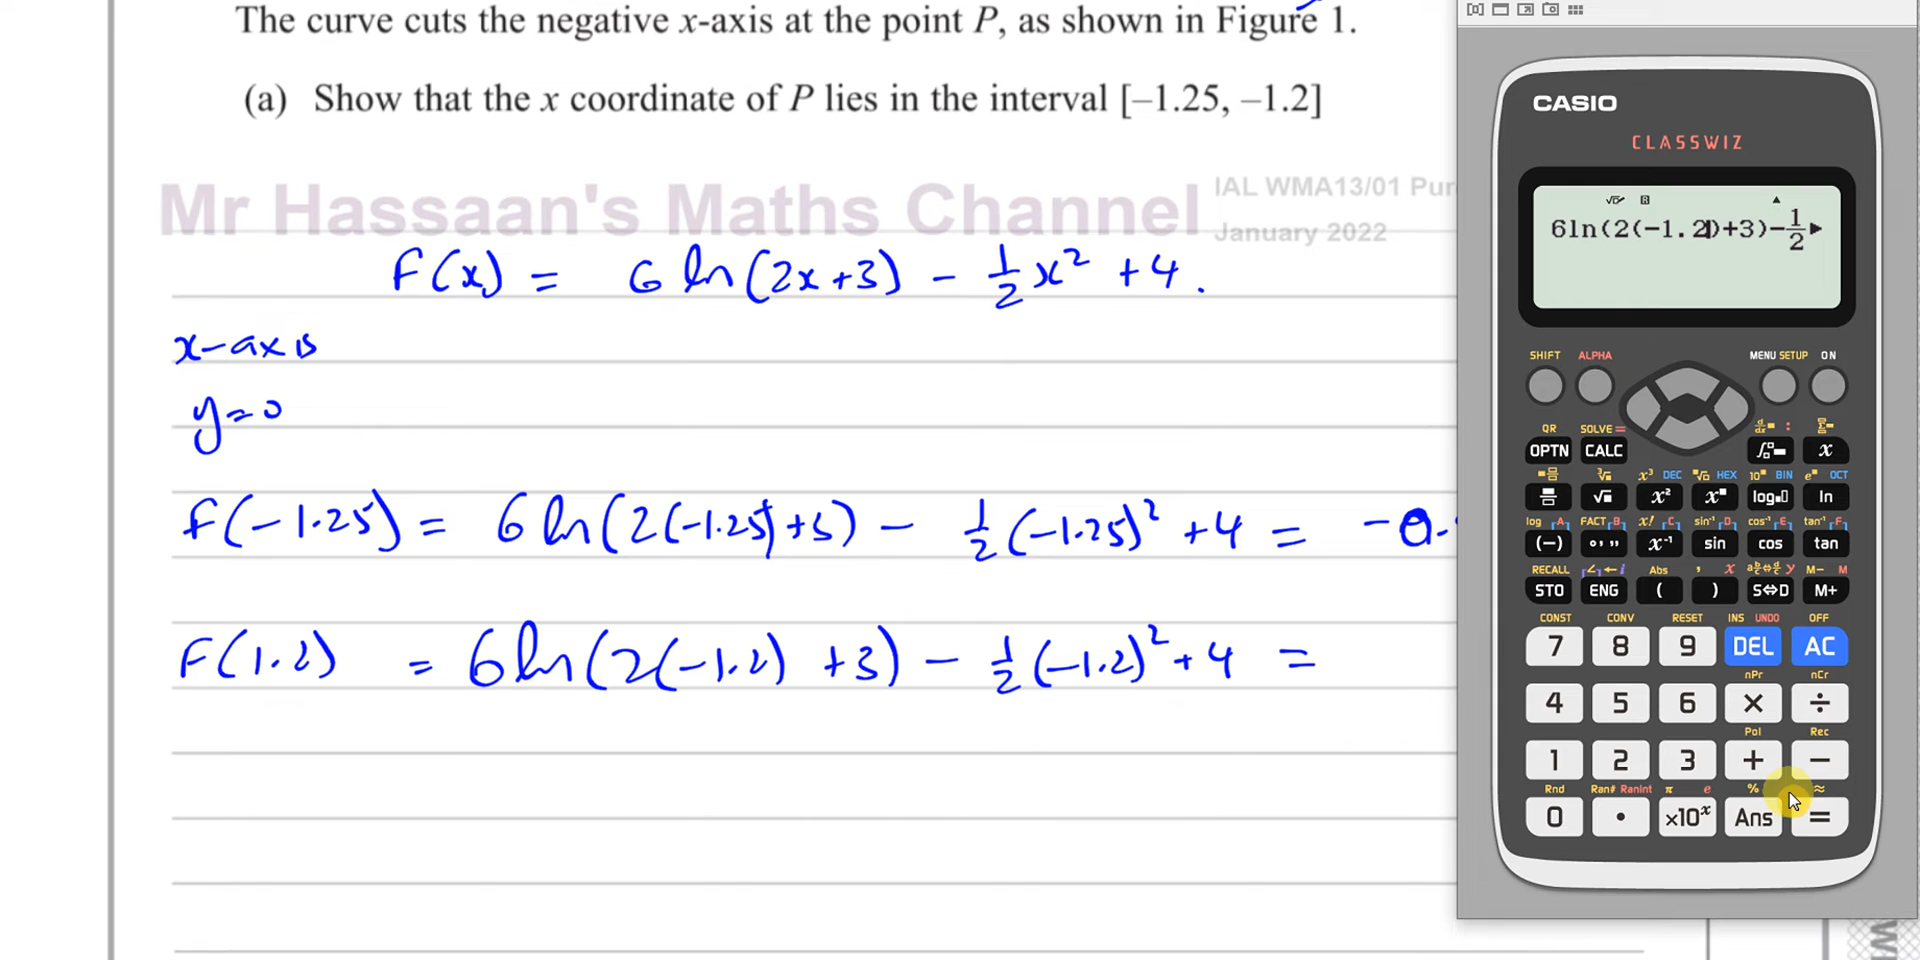 The curve cuts the negative x-axis at the point P, as shown in Figure 1.
(a) Show that the x coordinate of P lies in the interval [–1.25, –1.2]
Mr Hassaan's Maths Channel
IAL WMA13/01 Pur
January 2022
F(x) = 6 ln(2x+3) - 1/2 x² +4.
x-axis
y=0
F(-1.25) = 6 ln(2(-1.25)+3) - 1/2 (-1.25)² +4 = -0.
F(1.2) = 6 ln(2(-1.2) +3) - 1/2 (-1.2)² +4 =
CASIO
CLASSWIZ
6ln(2(-1.2)+3)-1/2
SHIFT ALPHA MENU SETUP ON
QR SOLVE =
OPTN CALC x
x³ DEC HEX 10■ BIN e■ OCT
√■ x² x■ log■□ ln
log A FACT B x! C sin⁻¹ D cos⁻¹ E tan⁻¹ F
(−) °,,, x⁻¹ sin cos tan
RECALL ∠ ← i Abs , x y M− M
STO ENG ( ) S⇔D M+
CONST CONV RESET INS UNDO OFF
7 8 9 DEL AC
nPr nCr
4 5 6 × ÷
Pol Rec
1 2 3 + −
Rnd Ran# RanInt π e % ≈
0 • ×10ˣ Ans =